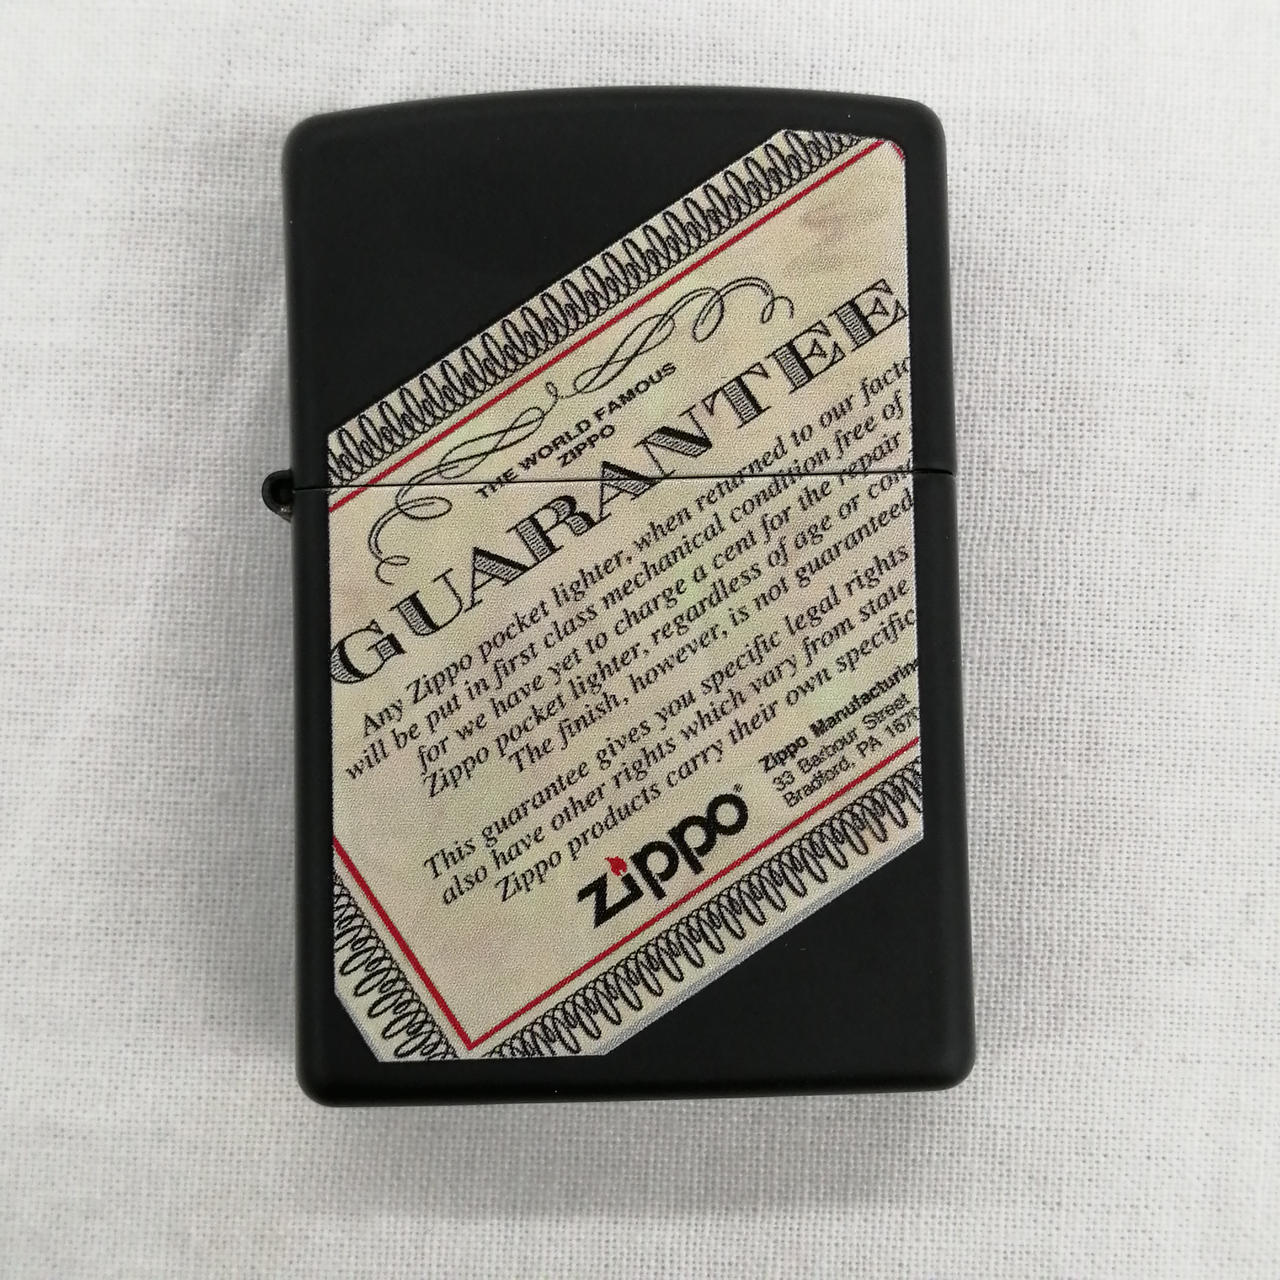 THE WORLD FAMOUS
ZIPPO
GUARANTEE
Any Zippo pocket lighter, when returned to our facto
will be put in first class mechanical condition free of
for we have yet to charge a cent for the repair
Zippo pocket lighter, regardless of age or con
The finish, however, is not guaranteed
This guarantee gives you specific legal rights
also have other rights which vary from state
Zippo products carry their own specific
zippo®
Zippo Manufacturin
33 Barbour Street
Bradford, PA 1670